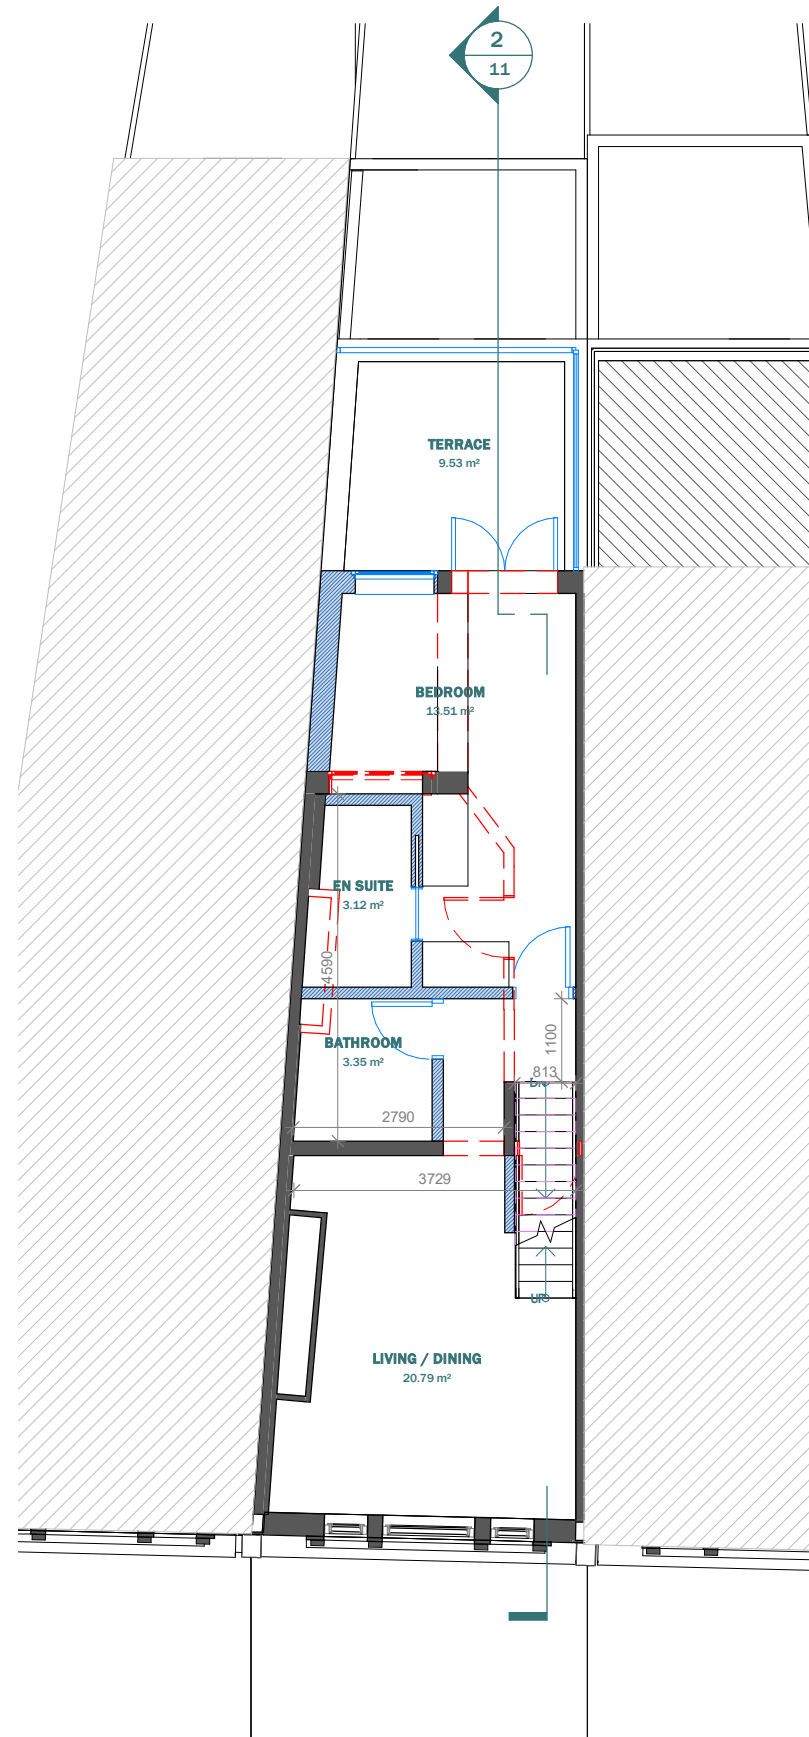 2
11
TERRACE
9.53 m²
BEDROOM
13.51 m²
EN SUITE
3.12 m²
4590
BATHROOM
3.35 m²
1100
813
2790
3729
UP
LIVING / DINING
20.79 m²